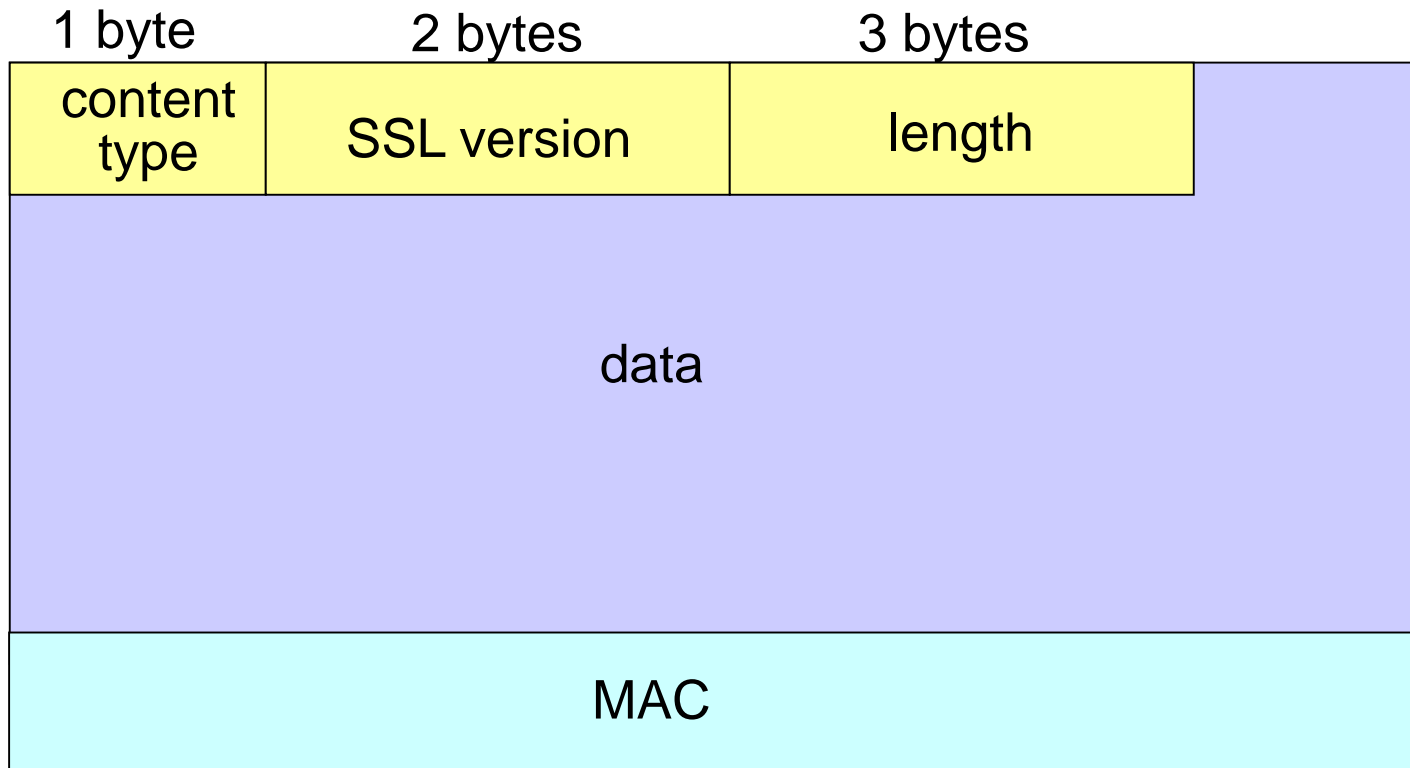 1 byte 2 bytes 3 bytes
content
type
SSL version
length
data
MAC